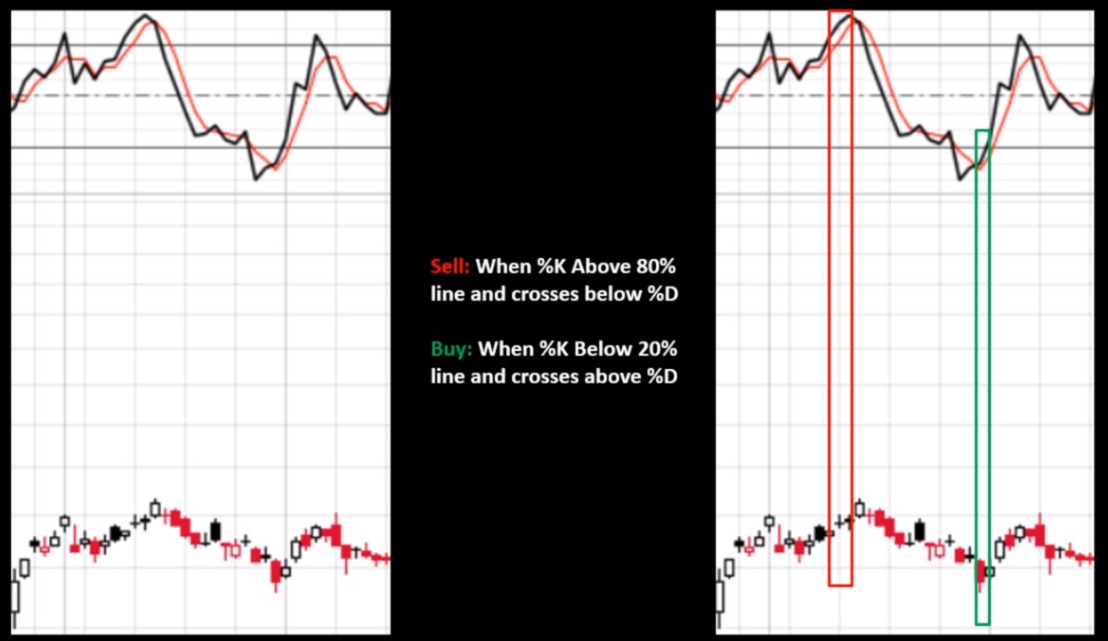 Sell: When %K Above 80%
line and crosses below %D
Buy: When %K Below 20%
line and crosses above %D